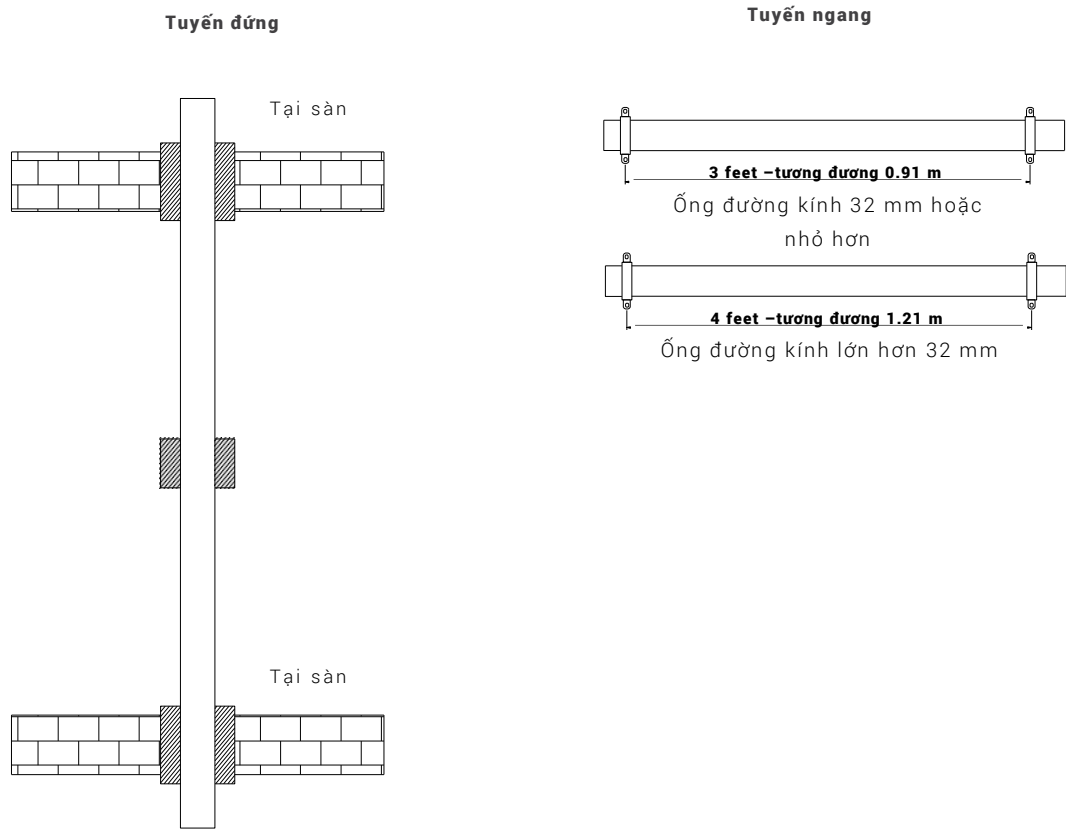 Tuyến đứng
Tại sàn
Tại sàn
Tuyến ngang
3 feet –tương đương 0.91 m
Ống đường kính 32 mm hoặc
nhỏ hơn
4 feet –tương đương 1.21 m
Ống đường kính lớn hơn 32 mm